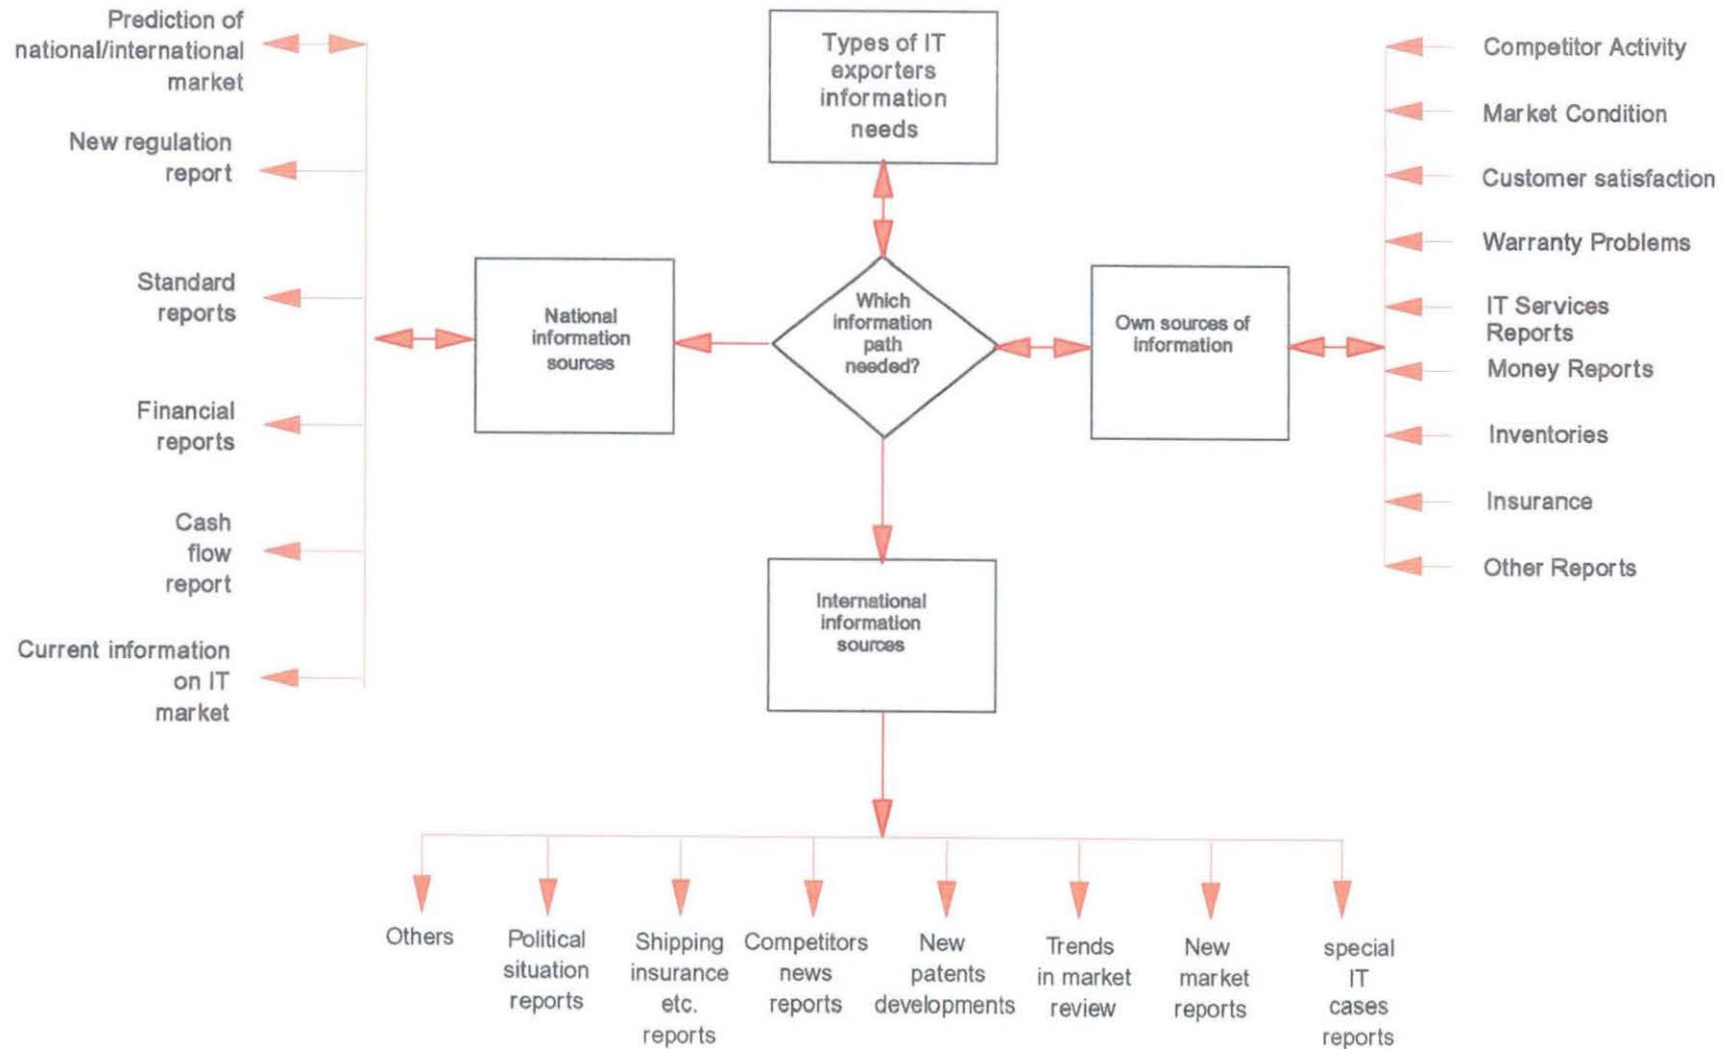 Prediction of
national/international
market
New regulation
report
Standard
reports
Financial
reports
Cash
flow
report
Current information
on IT
market
Types of IT
exporters
information
needs
National
information
sources
Which
information
path
needed?
Own sources of
information
International
information
sources
Competitor Activity
Market Condition
Customer satisfaction
Warranty Problems
IT Services
Reports
Money Reports
Inventories
Insurance
Other Reports
Others
Political
situation
reports
Shipping
insurance
etc.
reports
Competitors
news
reports
New
patents
developments
Trends
in market
review
New
market
reports
special
IT
cases
reports